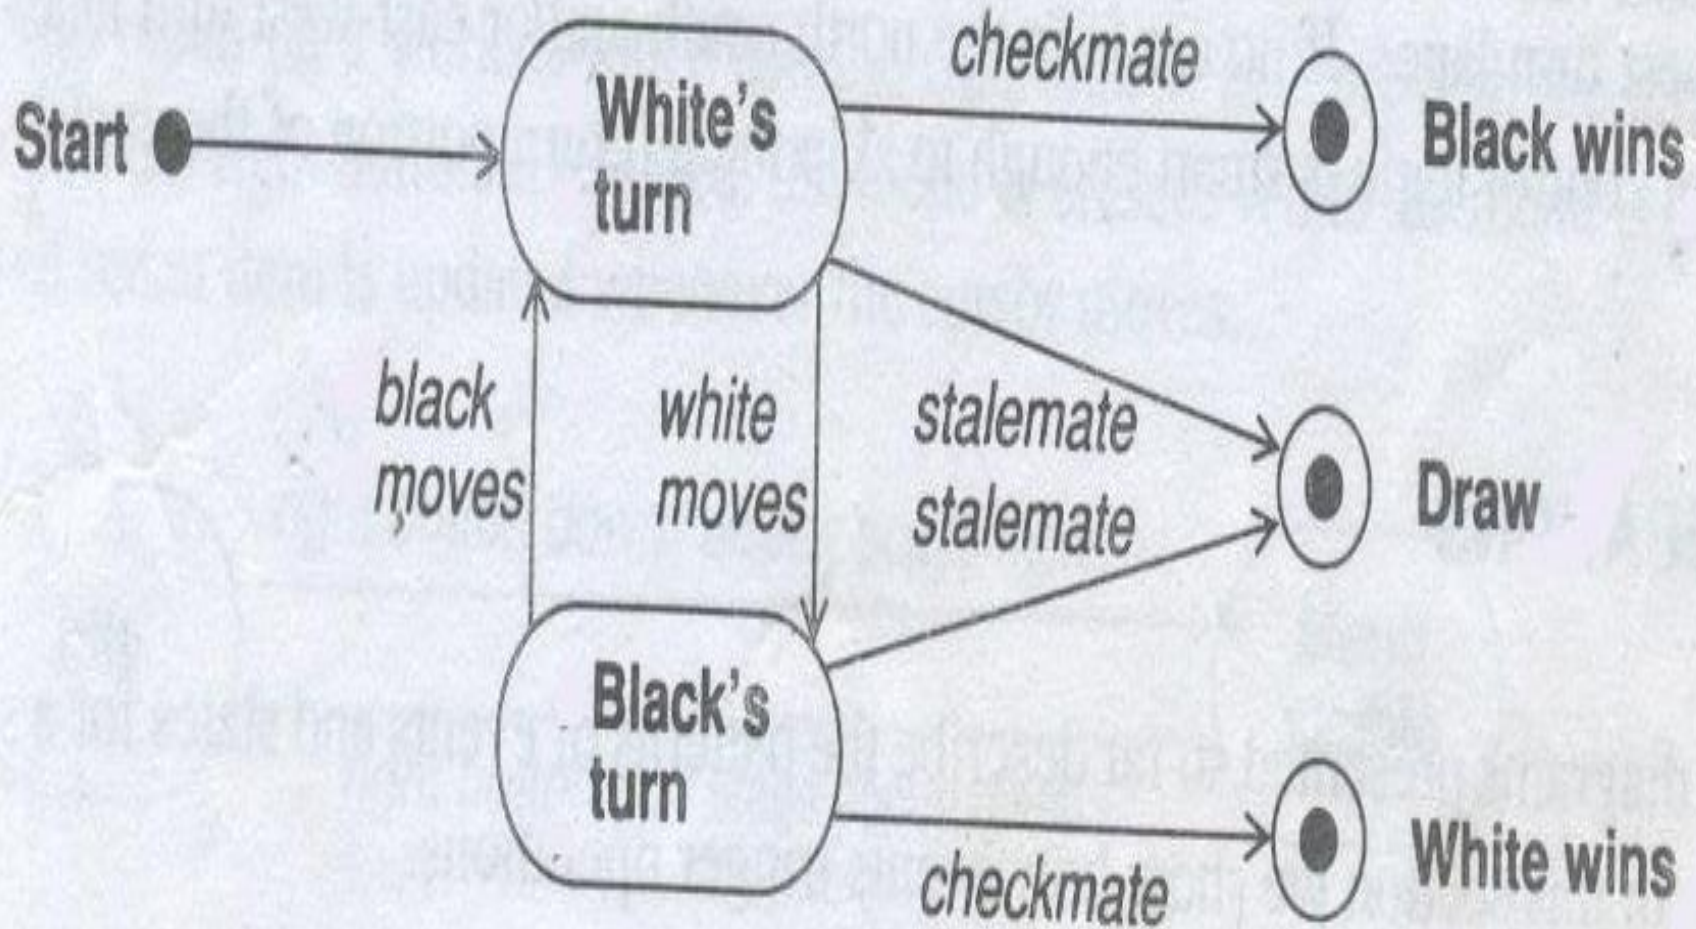 checkmate
Start
White's
turn
Black wins
black
moves
white
moves
stalemate
stalemate
Draw
Black's
turn
White wins
checkmate